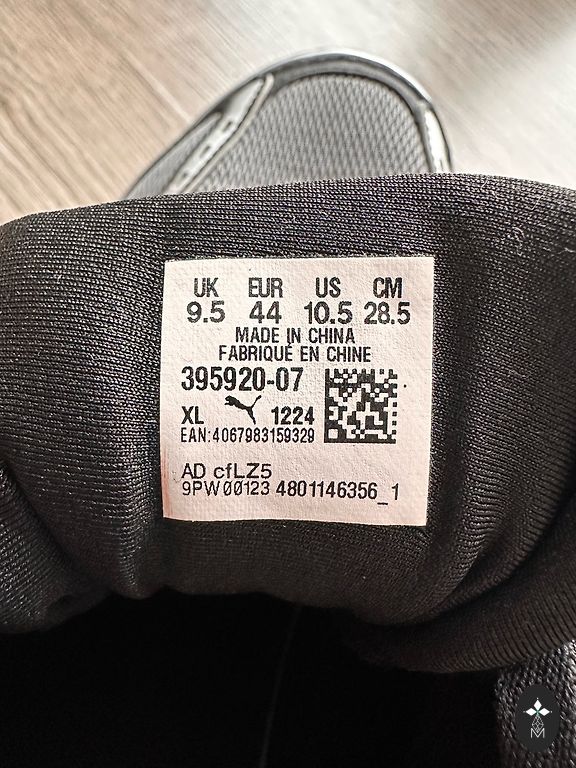 UK EUR US CM
9.5 44 10.5 28.5
MADE IN CHINA
FABRIQUÉ EN CHINE
395920-07
XL 1224
EAN:4067983159329
AD cfLZ5
9PW00123 4801146356_1
M